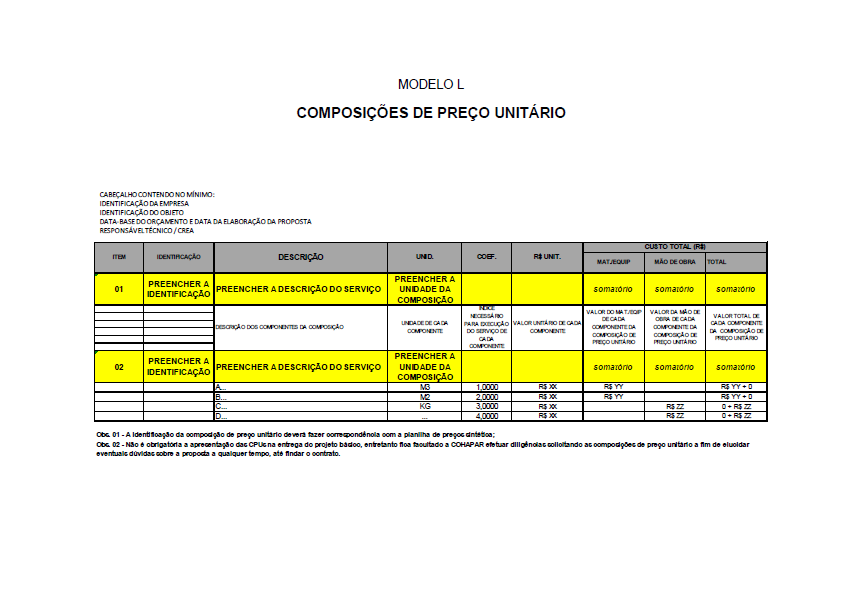 MODELO L
COMPOSIÇÕES DE PREÇO UNITÁRIO
CABEÇALHO CONTENDO NO MÍNIMO:
IDENTIFICAÇÃO DA EMPRESA
IDENTIFICAÇÃO DO OBJETO
DATA-BASE DO ORÇAMENTO E DATA DA ELABORAÇÃO DA PROPOSTA
RESPONSÁVEL TÉCNICO / CREA
ITEM IDENTIFICAÇÃO DESCRIÇÃO UNID. COEF. R$ UNIT. CUSTO TOTAL (R$)
MAT./EQUIP MÃO DE OBRA TOTAL
01 PREENCHER A IDENTIFICAÇÃO PREENCHER A DESCRIÇÃO DO SERVIÇO PREENCHER A UNIDADE DA COMPOSIÇÃO somatório somatório somatório
DESCRIÇÃO DOS COMPONENTES DA COMPOSIÇÃO UNIDADE DE CADA COMPONENTE ÍNDICE NECESSÁRIO PARA EXECUÇÃO DO SERVIÇO DE CADA COMPONENTE VALOR UNITÁRIO DE CADA COMPONENTE VALOR DO MAT./EQIP DE CADA COMPONENTE DA COMPOSIÇÃO DE PREÇO UNITÁRIO VALOR DA MÃO DE OBRA DE CADA COMPONENTE DA COMPOSIÇÃO DE PREÇO UNITÁRIO VALOR TOTAL DE CADA COMPONENTE DA COMPOSIÇÃO DE PREÇO UNITÁRIO
02 PREENCHER A IDENTIFICAÇÃO PREENCHER A DESCRIÇÃO DO SERVIÇO PREENCHER A UNIDADE DA COMPOSIÇÃO somatório somatório somatório
A... M3 1,0000 R$ XX R$ YY R$ YY + 0
B... M2 2,0000 R$ XX R$ YY R$ YY + 0
C... KG 3,0000 R$ XX R$ ZZ 0 + R$ ZZ
D... ... 4,0000 R$ XX R$ ZZ 0 + R$ ZZ
Obs. 01 - A identificação da composição de preço unitário deverá fazer correspondência com a planilha de preços sintética;
Obs. 02 - Não é obrigatória a apresentação das CPUs na entrega do projeto básico, entretanto fica facultado a COHAPAR efetuar diligências solicitando as composições de preço unitário a fim de elucidar
eventuais dúvidas sobre a proposta a qualquer tempo, até findar o contrato.